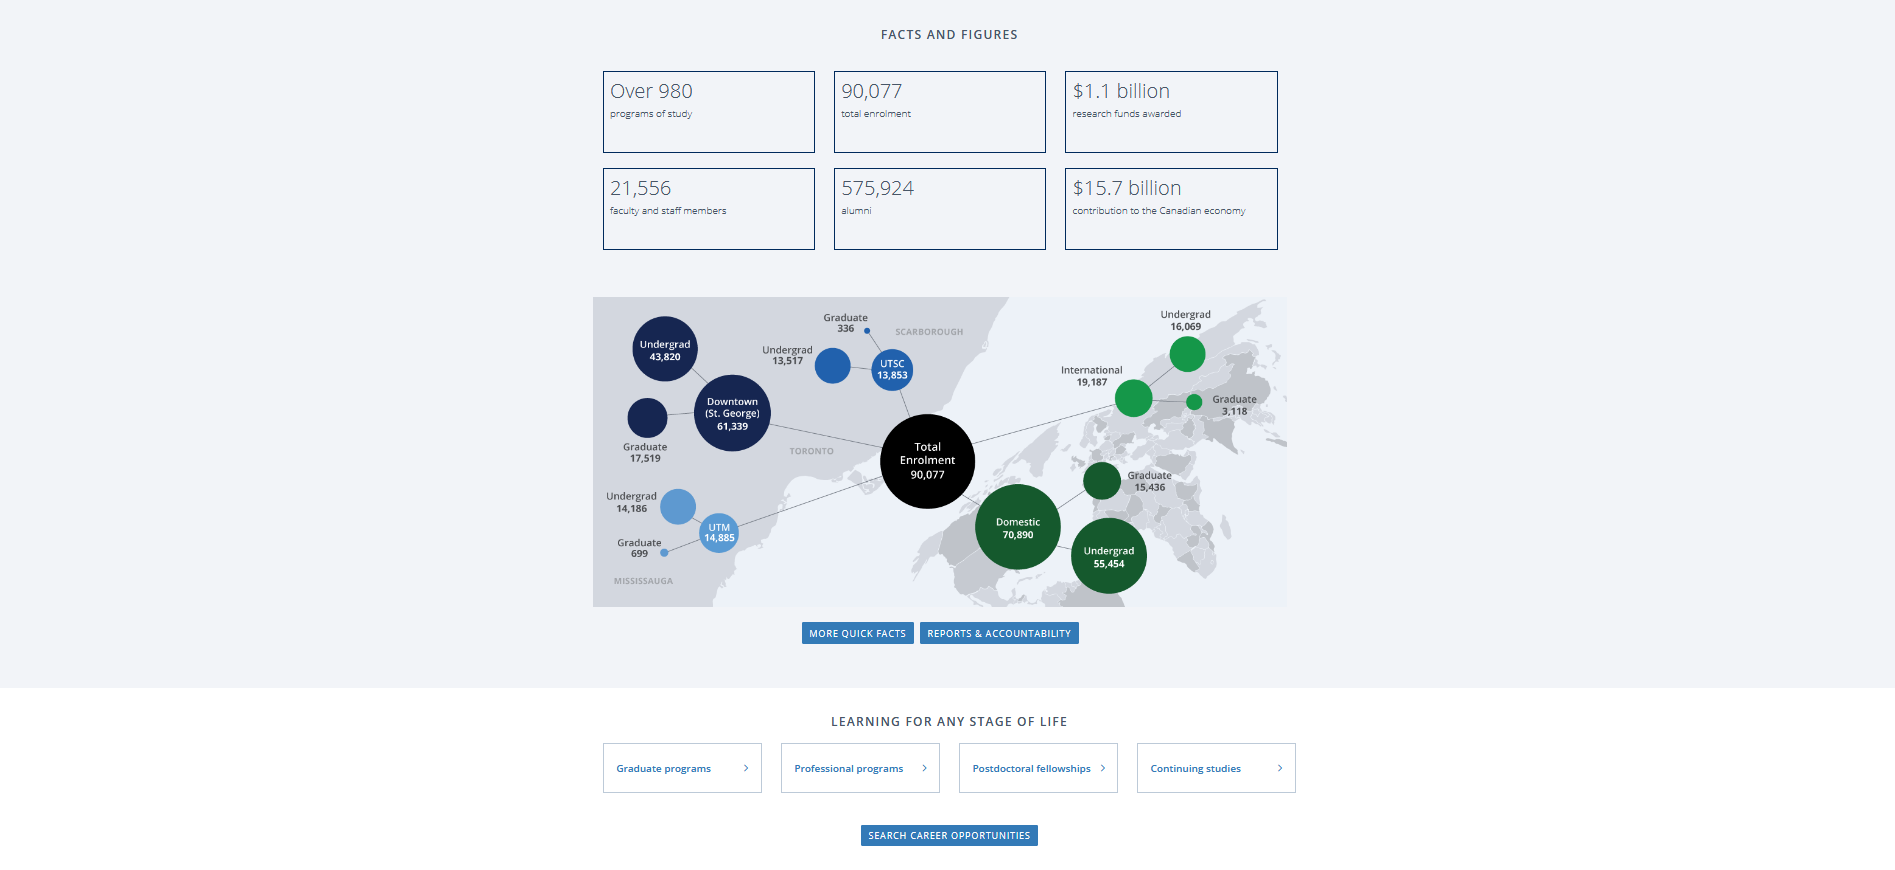 FACTS AND FIGURES
Over 980
programs of study
90,077
total enrolment
$1.1 billion
research funds awarded
21,556
faculty and staff members
575,924
alumni
$15.7 billion
contribution to the Canadian economy
Undergrad
43,820
Downtown
(St. George)
61,339
Graduate
17,519
Graduate
336
SCARBOROUGH
Undergrad
13,517
UTSC
13,853
TORONTO
Undergrad
14,186
UTM
14,885
Graduate
699
MISSISSAUGA
Total
Enrolment
90,077
Undergrad
16,069
International
19,187
Graduate
3,118
Graduate
15,436
Domestic
70,890
Undergrad
55,454
MORE QUICK FACTS
REPORTS & ACCOUNTABILITY
LEARNING FOR ANY STAGE OF LIFE
Graduate programs
Professional programs
Postdoctoral fellowships
Continuing studies
SEARCH CAREER OPPORTUNITIES